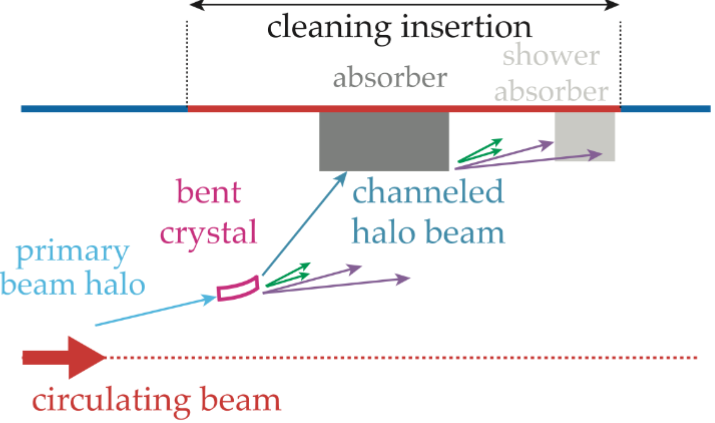 cleaning insertion
shower
absorber
absorber
bent
crystal
channeled
halo beam
primary
beam halo
circulating beam